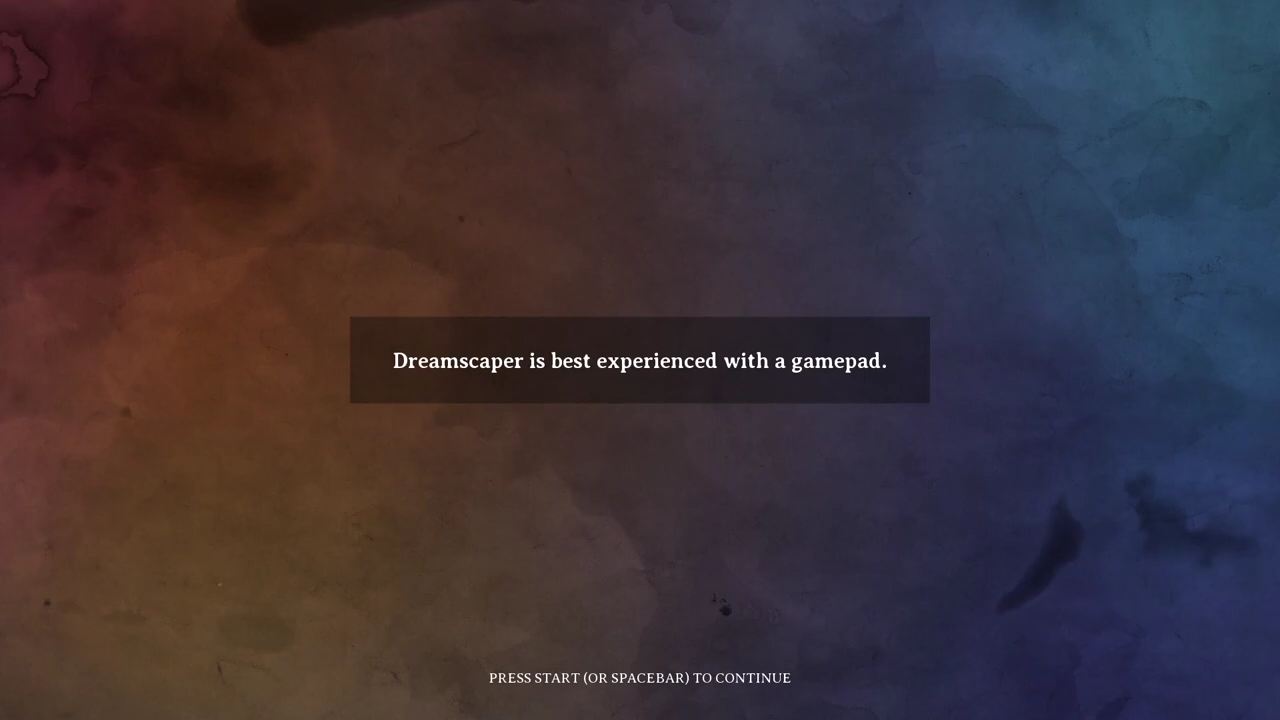 Dreamscaper is best experienced with a gamepad.
PRESS START (OR SPACEBAR) TO CONTINUE